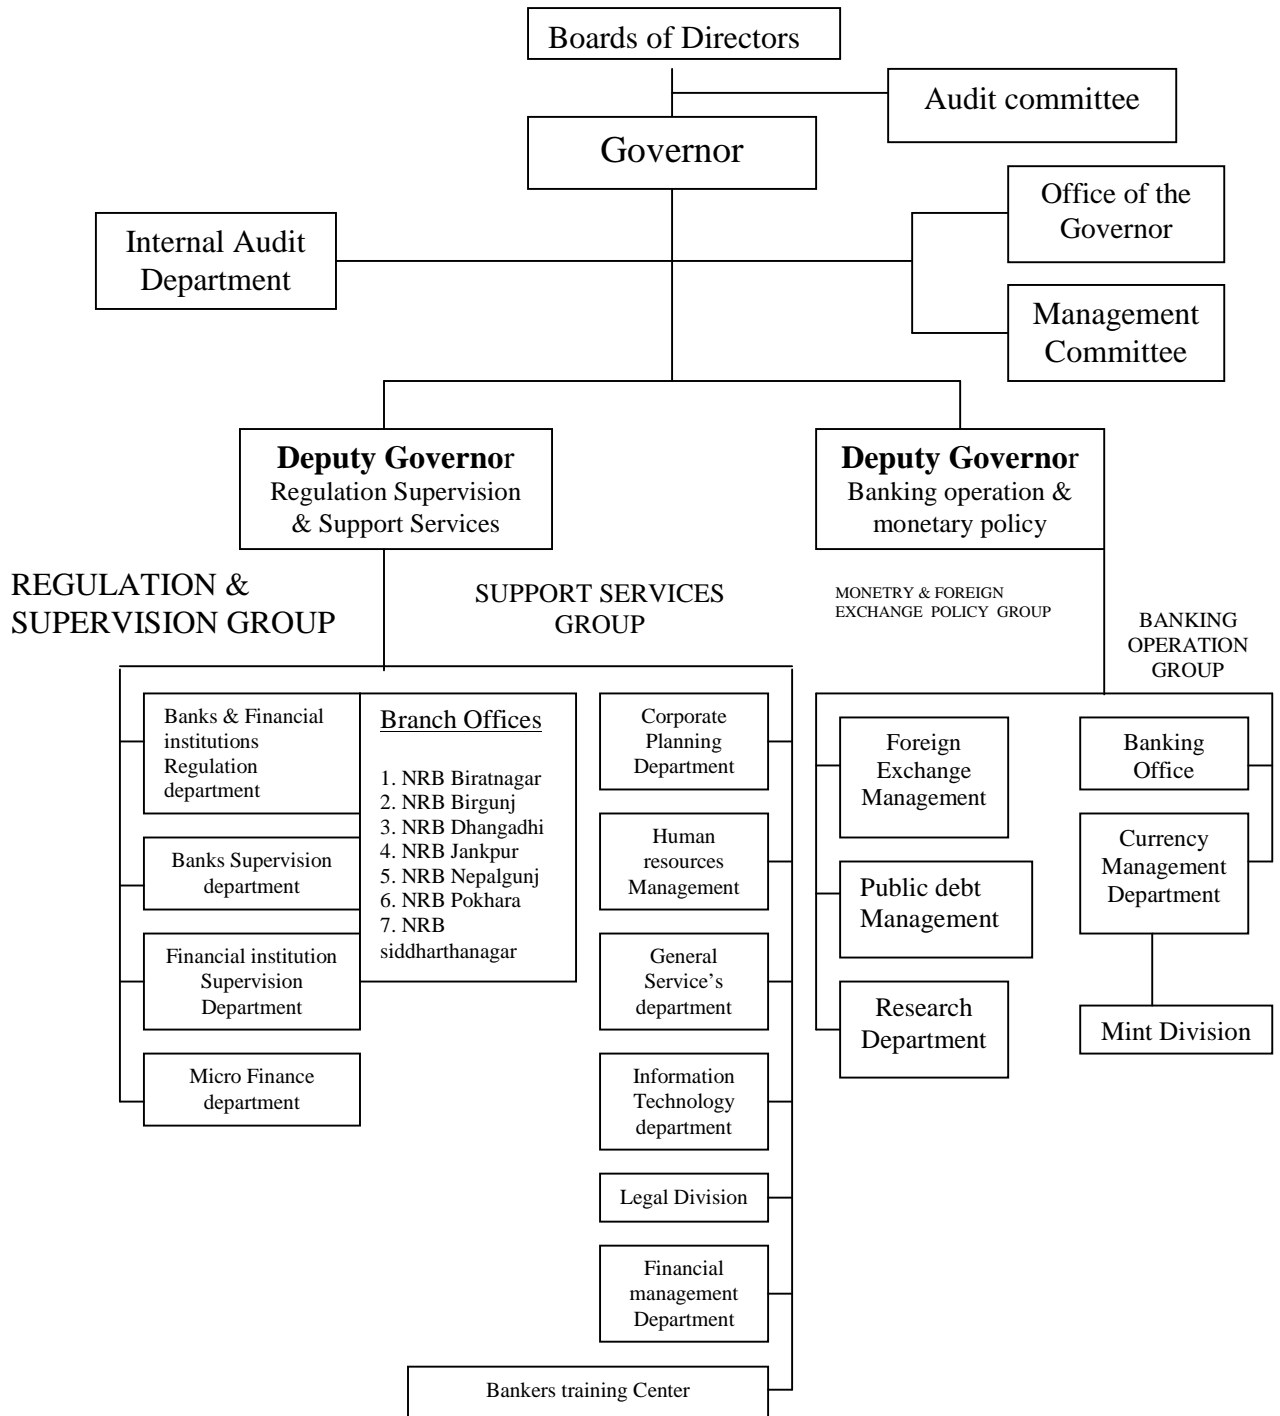 Boards of Directors
Audit committee
Governor
Office of the
Governor
Internal Audit
Department
Management
Committee
Deputy Governor
Regulation Supervision
& Support Services
Deputy Governor
Banking operation &
monetary policy
REGULATION &
SUPERVISION GROUP
SUPPORT SERVICES
GROUP
MONETRY & FOREIGN
EXCHANGE POLICY GROUP
BANKING
OPERATION
GROUP
Banks & Financial
institutions
Regulation
department
Banks Supervision
department
Financial institution
Supervision
Department
Micro Finance
department
Branch Offices
1. NRB Biratnagar
2. NRB Birgunj
3. NRB Dhangadhi
4. NRB Jankpur
5. NRB Nepalgunj
6. NRB Pokhara
7. NRB
siddharthanagar
Corporate
Planning
Department
Human
resources
Management
General
Service’s
department
Information
Technology
department
Legal Division
Financial
management
Department
Bankers training Center
Foreign
Exchange
Management
Public debt
Management
Research
Department
Banking
Office
Currency
Management
Department
Mint Division